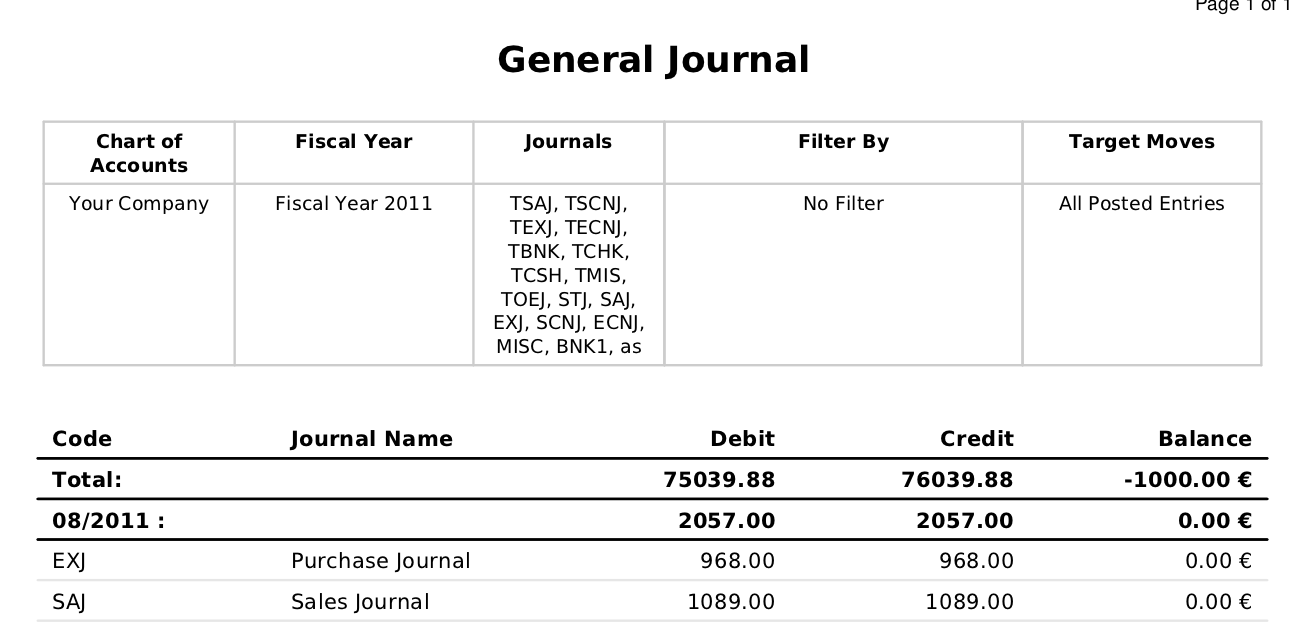 Page 1 of 1
General Journal
Chart of Accounts Fiscal Year Journals Filter By Target Moves
Your Company Fiscal Year 2011 TSAJ, TSCNJ, No Filter All Posted Entries
TEXJ, TECNJ,
TBNK, TCHK,
TCSH, TMIS,
TOEJ, STJ, SAJ,
EXJ, SCNJ, ECNJ,
MISC, BNK1, as
Code Journal Name Debit Credit Balance
Total: 75039.88 76039.88 -1000.00 €
08/2011 : 2057.00 2057.00 0.00 €
EXJ Purchase Journal 968.00 968.00 0.00 €
SAJ Sales Journal 1089.00 1089.00 0.00 €